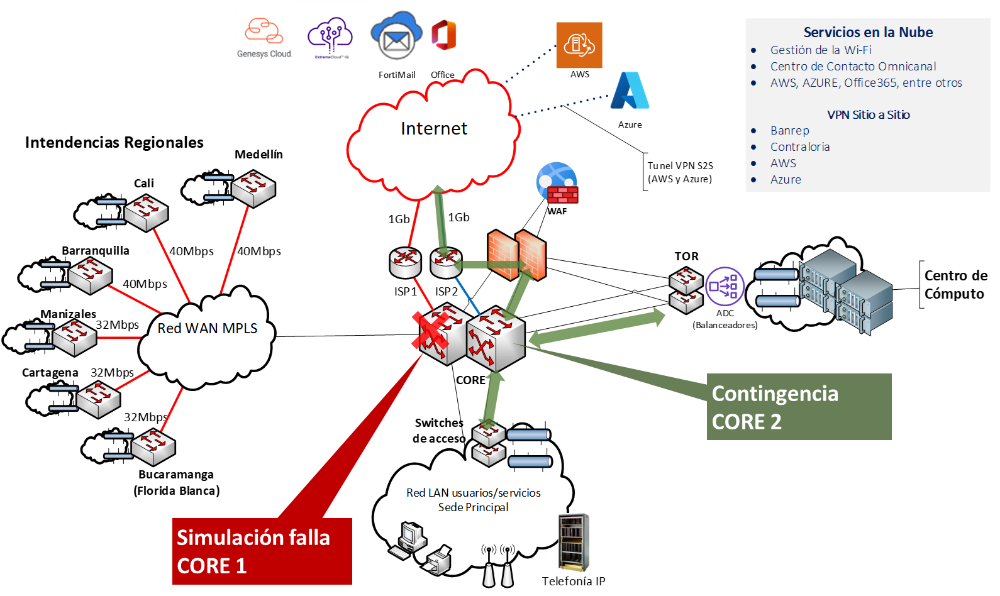 Genesys Cloud
ExtremeCloud™ IQ
FortiMail
Office
AWS
Azure
Servicios en la Nube
• Gestión de la Wi-Fi
• Centro de Contacto Omnicanal
• AWS, AZURE, Office365, entre otros
VPN Sitio a Sitio
• Banrep
• Contraloria
• AWS
• Azure
Internet
Tunel VPN S2S
(AWS y Azure)
WAF
Intendencias Regionales
Medellín
Cali
Barranquilla
Manizales
Cartagena
Bucaramanga
(Florida Blanca)
40Mbps
40Mbps
40Mbps
32Mbps
32Mbps
32Mbps
Red WAN MPLS
1Gb
1Gb
ISP1
ISP2
CORE
TOR
ADC
(Balanceadores)
Centro de
Cómputo
Contingencia
CORE 2
Switches
de acceso
Red LAN usuarios/servicios
Sede Principal
Simulación falla
CORE 1
Telefonía IP